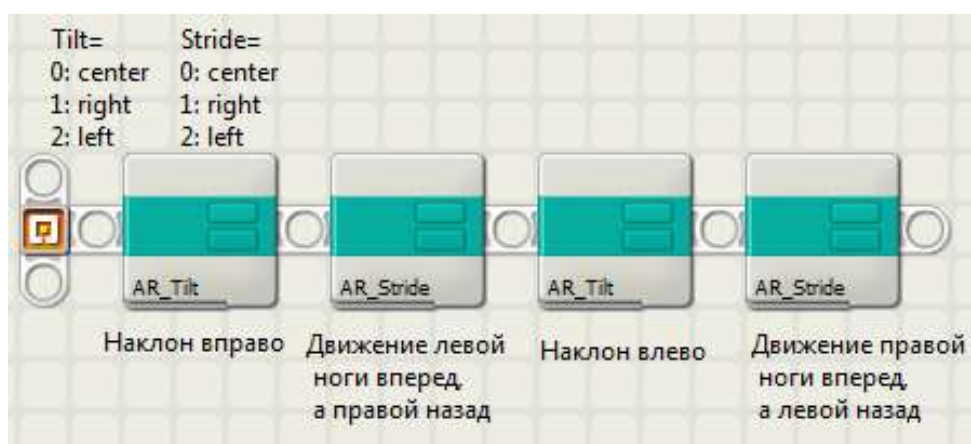 Tilt=
0: center
1: right
2: left
Stride=
0: center
1: right
2: left
AR_Tilt
AR_Stride
AR_Tilt
AR_Stride
Наклон вправо
Движение левой
ноги вперед,
а правой назад
Наклон влево
Движение правой
ноги вперед,
а левой назад